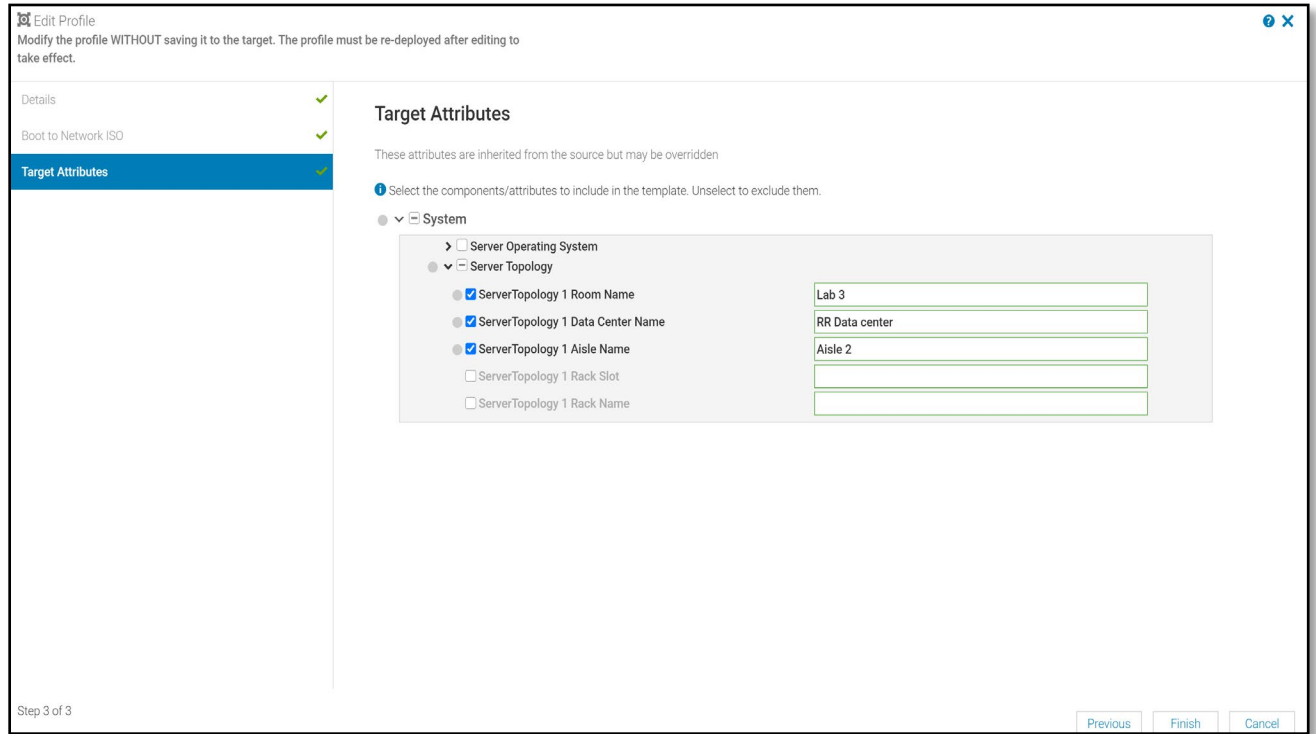 Edit Profile
Modify the profile WITHOUT saving it to the target. The profile must be re-deployed after editing to
take effect.
Details
Boot to Network ISO
Target Attributes
Target Attributes
These attributes are inherited from the source but may be overridden
Select the components/attributes to include in the template. Unselect to exclude them.
System
Server Operating System
Server Topology
ServerTopology 1 Room Name Lab 3
ServerTopology 1 Data Center Name RR Data center
ServerTopology 1 Aisle Name Aisle 2
ServerTopology 1 Rack Slot
ServerTopology 1 Rack Name
Step 3 of 3
Previous Finish Cancel